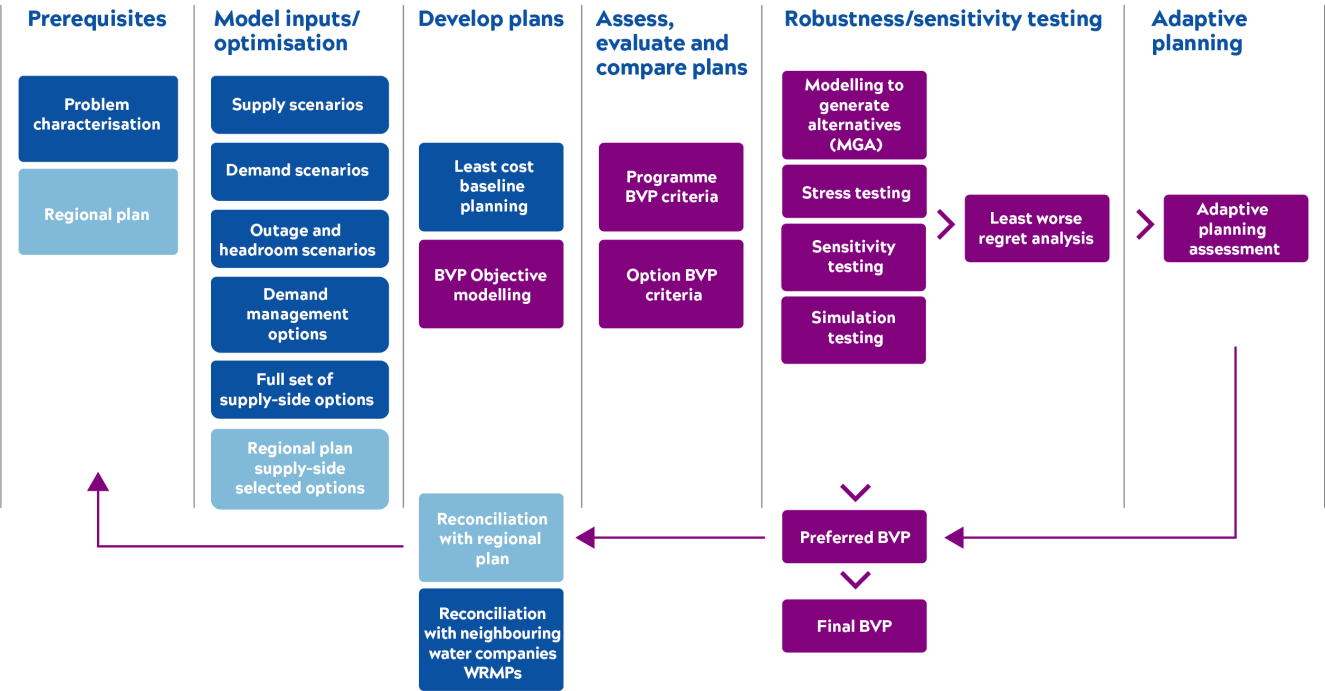 Prerequisites
Model inputs/
optimisation
Develop plans
Assess,
evaluate and
compare plans
Robustness/sensitivity testing
Adaptive
planning
Problem
characterisation
Regional plan
Supply scenarios
Demand scenarios
Outage and
headroom scenarios
Demand
management
options
Full set of
supply-side options
Regional plan
supply-side
selected options
Least cost
baseline
planning
BVP Objective
modelling
Reconciliation
with regional
plan
Reconciliation
with neighbouring
water companies
WRMPs
Programme
BVP criteria
Option BVP
criteria
Modelling to
generate
alternatives
(MGA)
Stress testing
Sensitivity
testing
Simulation
testing
Least worse
regret analysis
Preferred BVP
Final BVP
Adaptive
planning
assessment